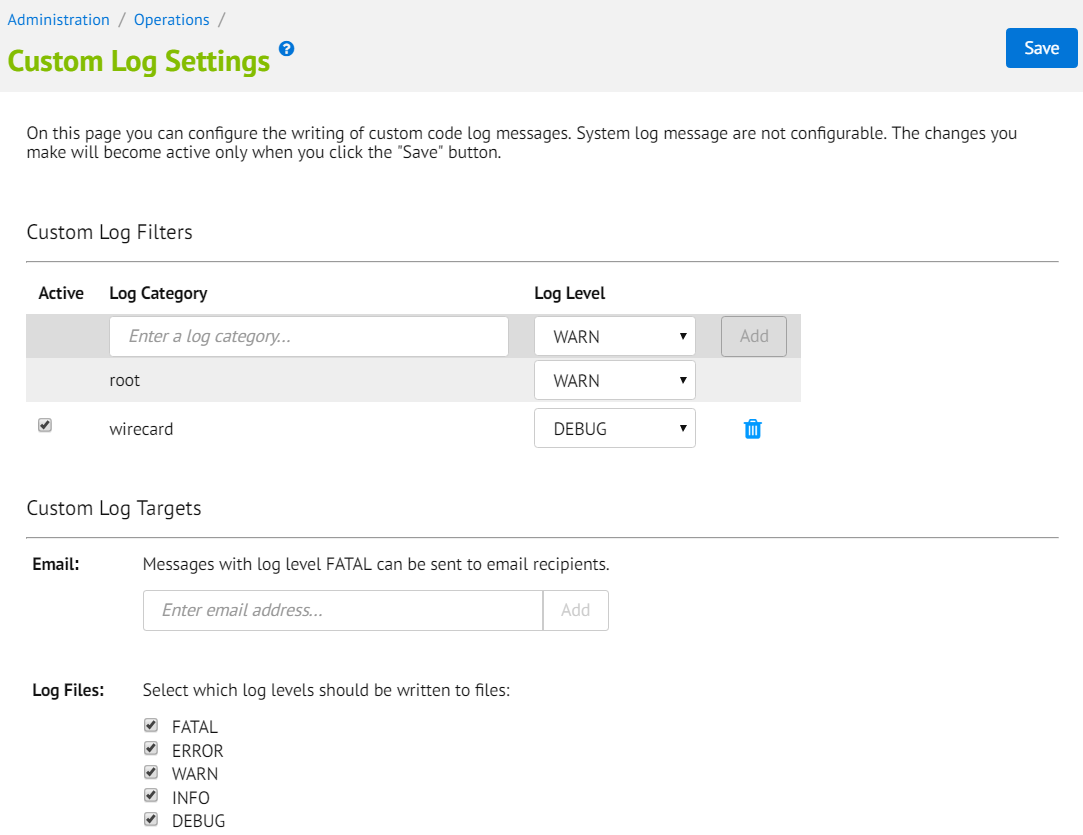 Administration / Operations /
Custom Log Settings ?
Save
On this page you can configure the writing of custom code log messages. System log message are not configurable. The changes you
make will become active only when you click the "Save" button.
Custom Log Filters
Active Log Category Log Level
Enter a log category... WARN Add
root WARN
wirecard DEBUG
Custom Log Targets
Email: Messages with log level FATAL can be sent to email recipients.
Enter email address... Add
Log Files: Select which log levels should be written to files:
FATAL
ERROR
WARN
INFO
DEBUG